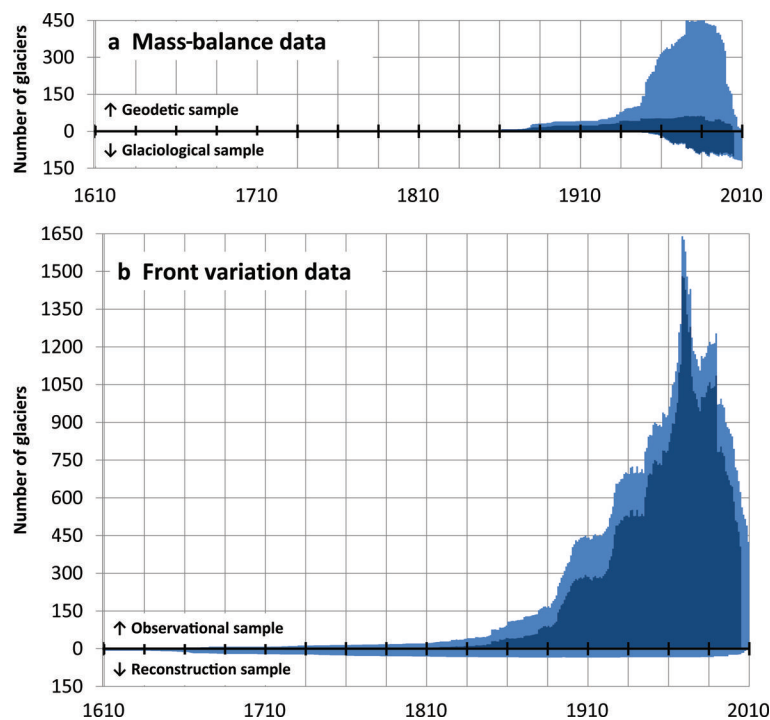 a Mass-balance data
Number of glaciers
450
300
150
0
150
↑ Geodetic sample
↓ Glaciological sample
1610 1710 1810 1910 2010
b Front variation data
Number of glaciers
1650
1500
1350
1200
1050
900
750
600
450
300
150
0
150
↑ Observational sample
↓ Reconstruction sample
1610 1710 1810 1910 2010